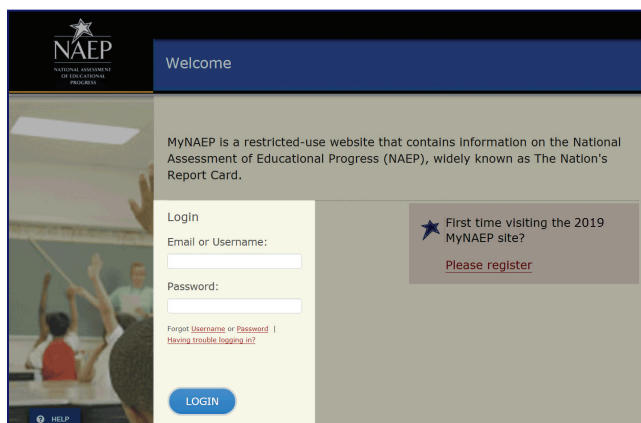 NAEP
NATIONAL ASSESSMENT
OF EDUCATIONAL
PROGRESS
Welcome
MyNAEP is a restricted-use website that contains information on the National
Assessment of Educational Progress (NAEP), widely known as The Nation's
Report Card.
Login
Email or Username:
Password:
Forgot Username or Password |
Having trouble logging in?
LOGIN
First time visiting the 2019
MyNAEP site?
Please register
? HELP